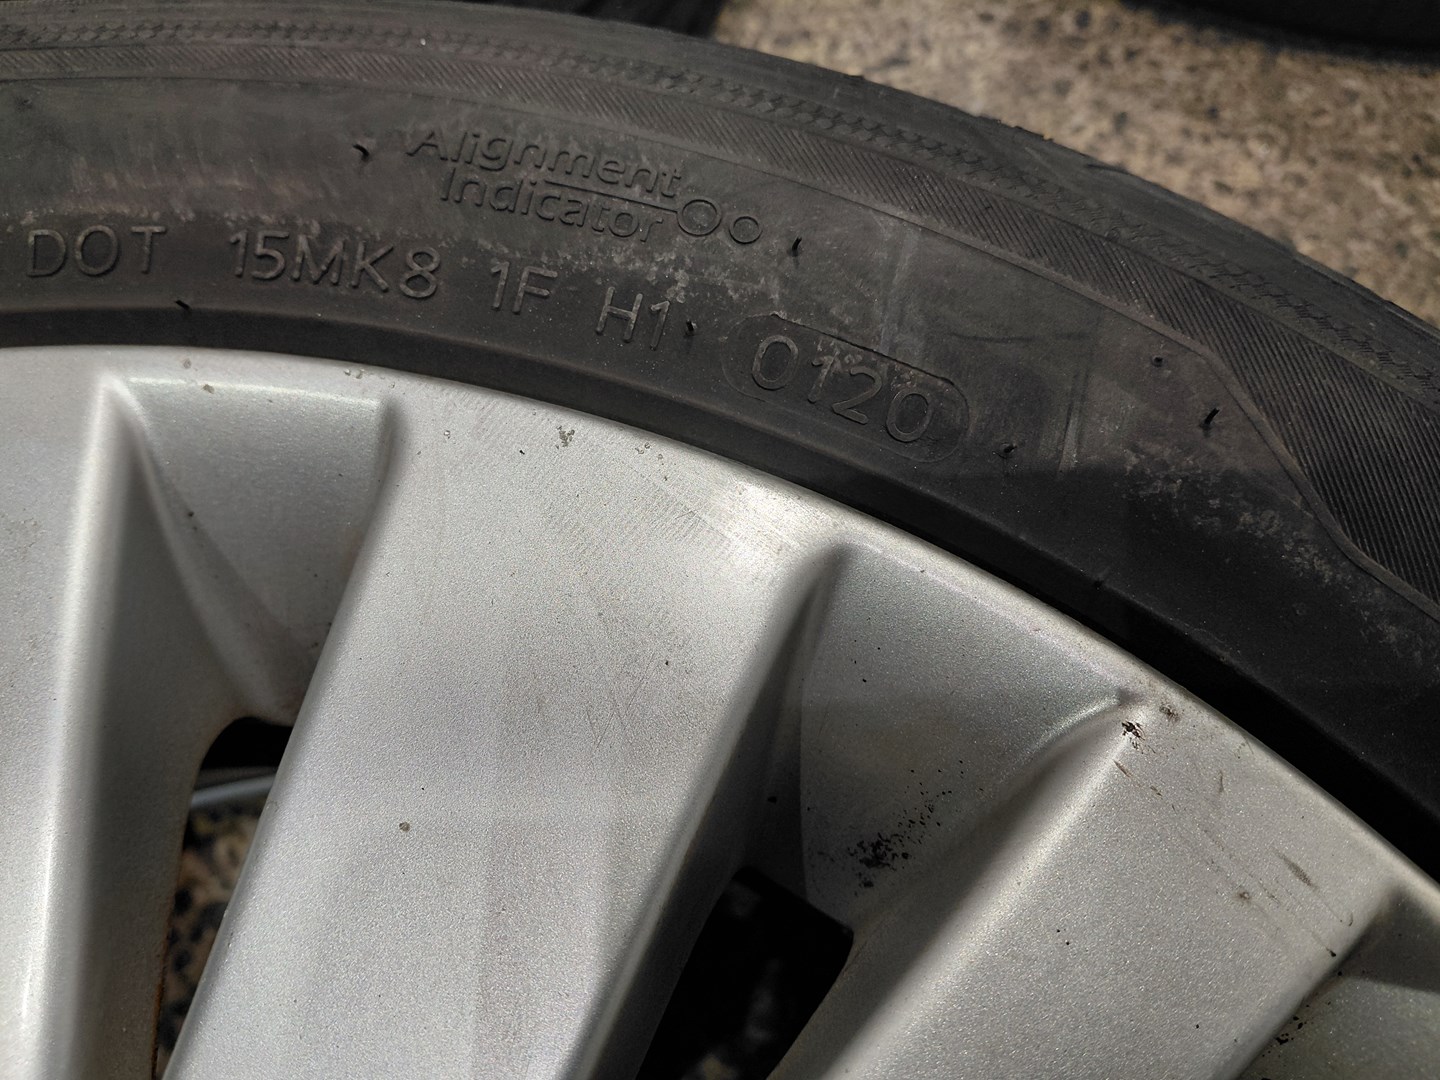 Alignment
Indicator
DOT 15MK8 1F H1 0120